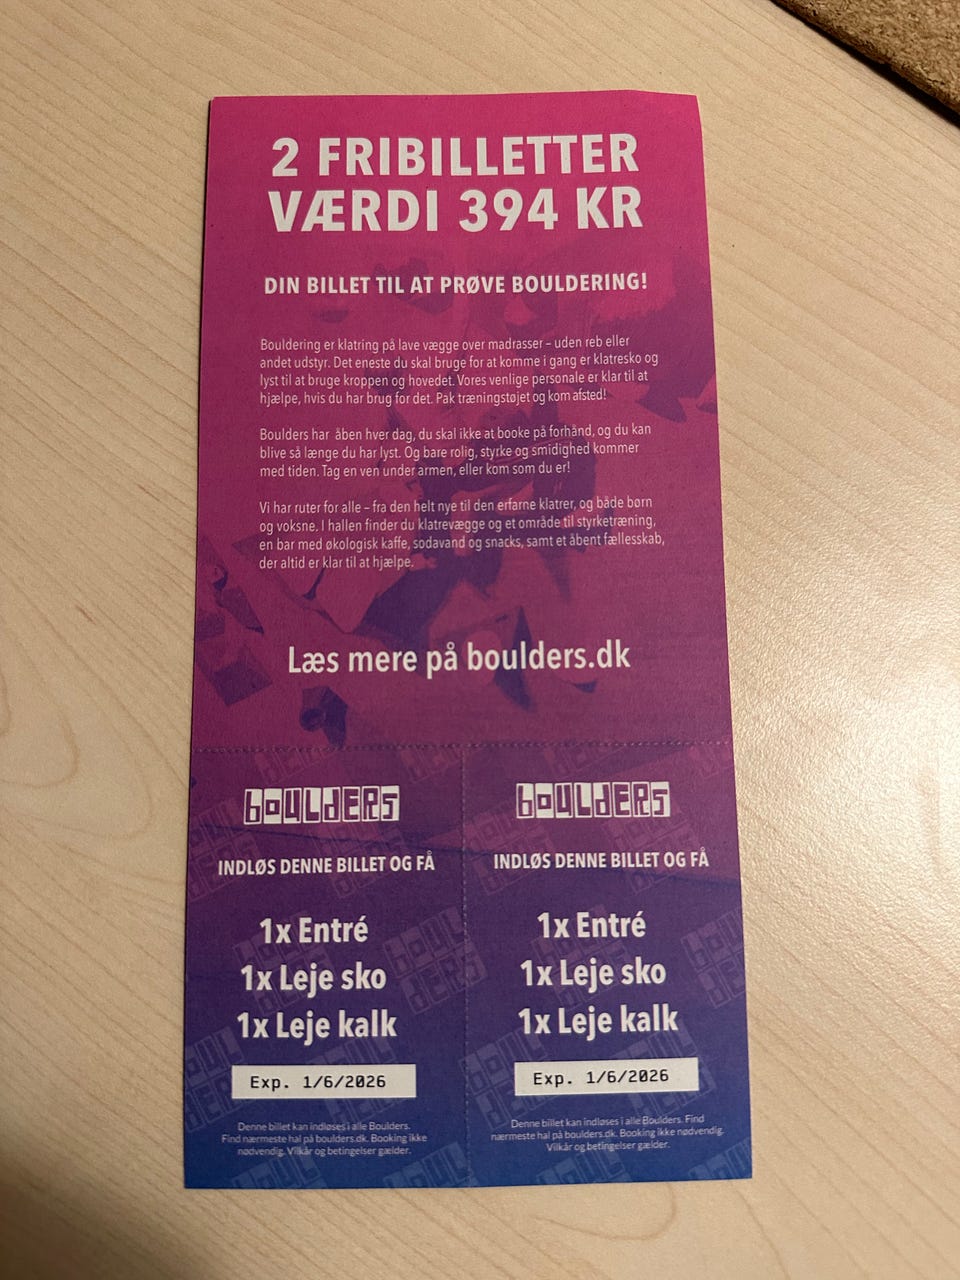 2 FRIBILLETTER
VÆRDI 394 KR
DIN BILLET TIL AT PRØVE BOULDERING!
Bouldering er klatring på lave vægge over madrasser – uden reb eller
andet udstyr. Det eneste du skal bruge for at komme i gang er klatresko og
lyst til at bruge kroppen og hovedet. Vores venlige personale er klar til at
hjælpe, hvis du har brug for det. Pak træningstøjet og kom afsted!
Boulders har åben hver dag, du skal ikke at booke på forhånd, og du kan
blive så længe du har lyst. Og bare rolig, styrke og smidighed kommer
med tiden. Tag en ven under armen, eller kom som du er!
Vi har ruter for alle – fra den helt nye til den erfarne klatrer, og både børn
og voksne. I hallen finder du klatrevægge og et område til styrketræning,
en bar med økologisk kaffe, sodavand og snacks, samt et åbent fællesskab,
der altid er klar til at hjælpe.
Læs mere på boulders.dk
boulders
INDLØS DENNE BILLET OG FÅ
1x Entré
1x Leje sko
1x Leje kalk
Exp. 1/6/2026
Denne billet kan indløses i alle Boulders.
Find nærmeste hal på boulders.dk. Booking ikke
nødvendig. Vilkår og betingelser gælder.
boulders
INDLØS DENNE BILLET OG FÅ
1x Entré
1x Leje sko
1x Leje kalk
Exp. 1/6/2026
Denne billet kan indløses i alle Boulders. Find
nærmeste hal på boulders.dk. Booking ikke nødvendig.
Vilkår og betingelser gælder.